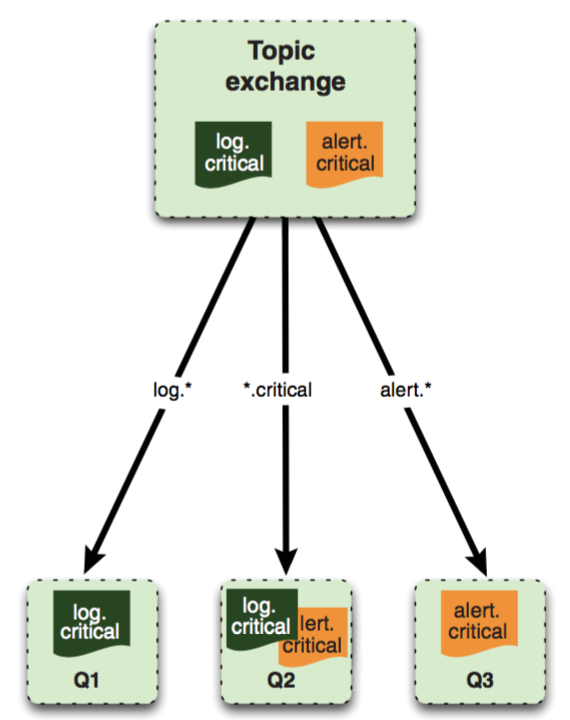 Topic
exchange
log.
critical
alert.
critical
log.*
*.critical
alert.*
log.
critical
Q1
log.
critical
lert.
critical
Q2
alert.
critical
Q3